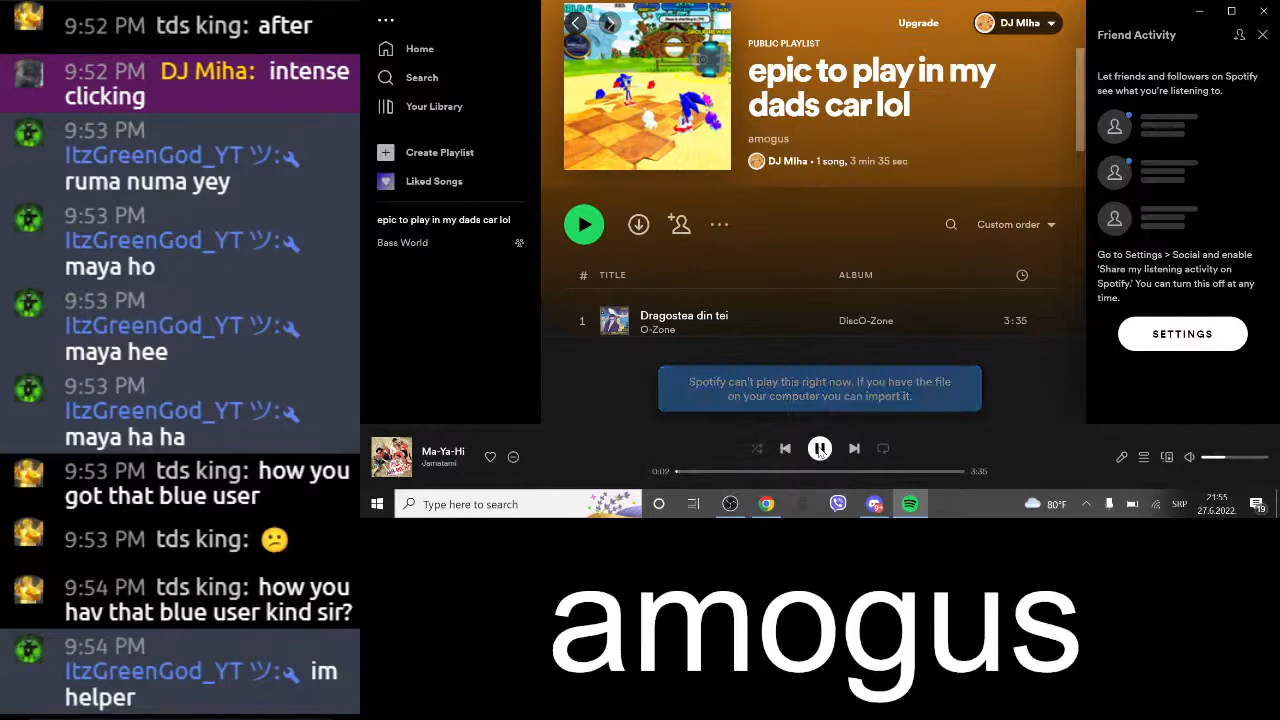 9:52 PM tds king: after
9:52 PM DJ Miha: intense
clicking
9:53 PM
ItzGreenGod_YT ツ:
ruma numa yey
9:53 PM
ItzGreenGod_YT ツ:
maya ho
9:53 PM
ItzGreenGod_YT ツ:
maya hee
9:53 PM
ItzGreenGod_YT ツ:
maya ha ha
9:53 PM tds king: how you
got that blue user
9:53 PM tds king: 😕
9:54 PM tds king: how you
hav that blue user kind sir?
9:54 PM
ItzGreenGod_YT ツ: im
helper
Home
Search
Your Library
Create Playlist
Liked Songs
epic to play in my dads car lol
Bass World
Upgrade
DJ MIha
PUBLIC PLAYLIST
epic to play in my
dads car lol
amogus
DJ MIha • 1 song, 3 min 35 sec
Custom order
# TITLE ALBUM
1 Dragostea din tei DiscO-Zone 3:35
O-Zone
Spotify can't play this right now. If you have the file
on your computer you can import it.
Friend Activity
Let friends and followers on Spotify
see what you're listening to.
Go to Settings > Social and enable
'Share my listening activity on
Spotify.' You can turn this off at any
time.
SETTINGS
Ma-Ya-Hi
Jamatami
0:02 3:35
Type here to search
80°F SRP 21:55
27.6.2022. 19
amogus